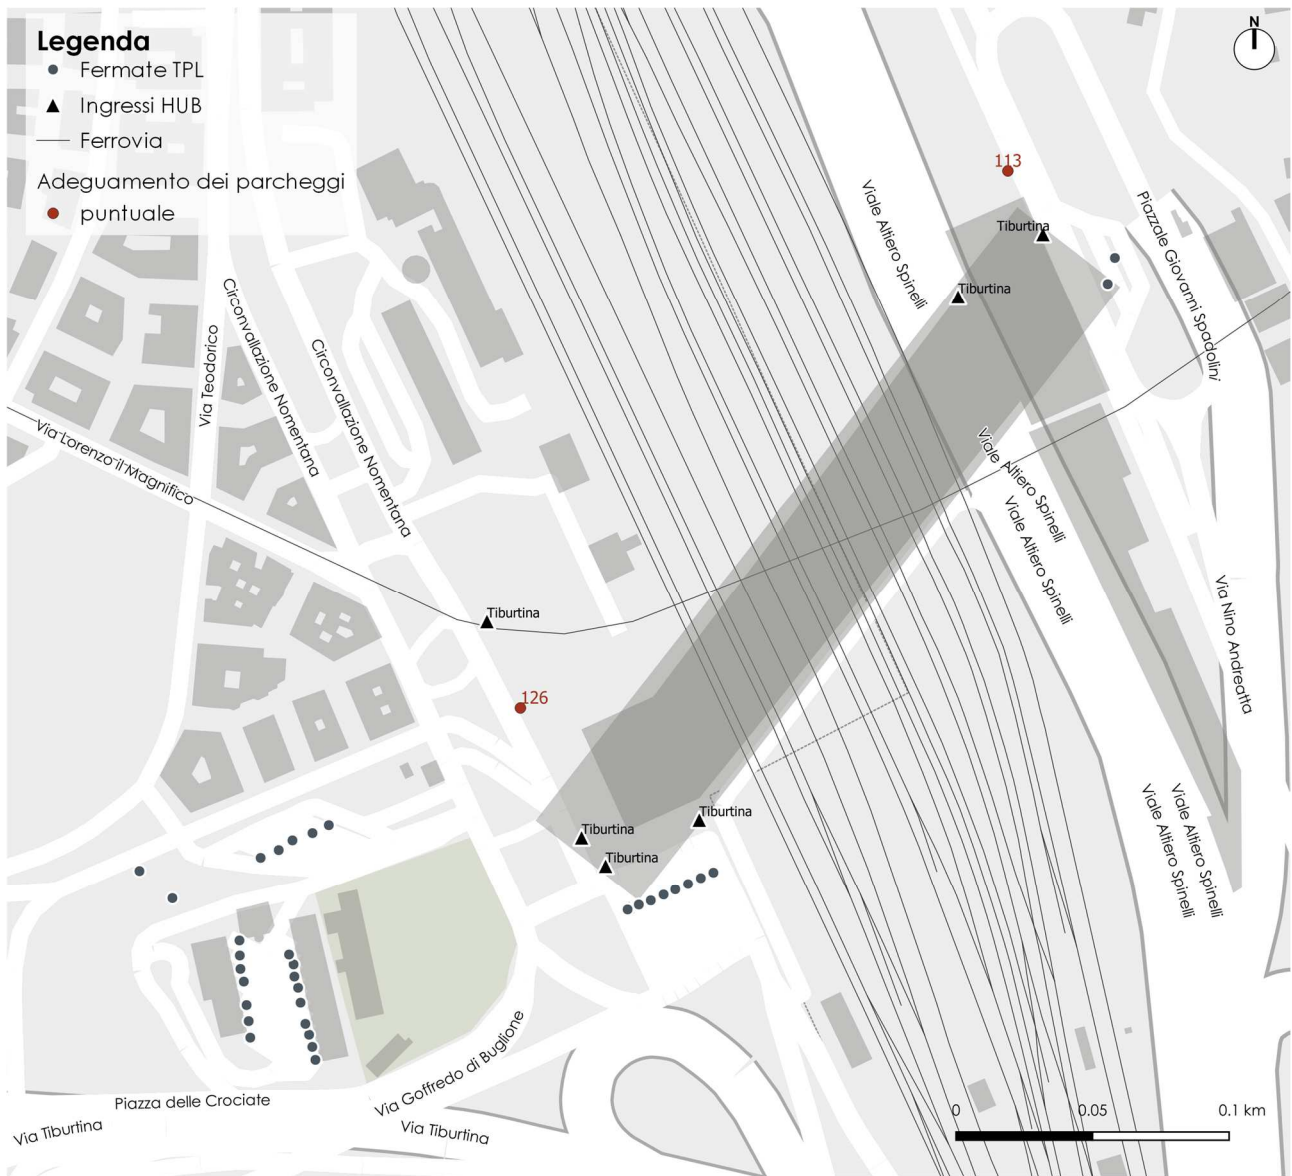 Legenda
Fermate TPL
Ingressi HUB
Ferrovia
Adeguamento dei parcheggi
puntuale
N
113
Tiburtina
Tiburtina
Viale Altiero Spinelli
Piazzale Giovanni Spadolini
Circonvallazione Nomentana
Circonvallazione Nomentana
Via Teodorico
Via Lorenzo il Magnifico
Viale Altiero Spinelli
Viale Altiero Spinelli
Via Nino Andreatta
Tiburtina
126
Tiburtina
Tiburtina
Tiburtina
Viale Altiero Spinelli
Viale Altiero Spinelli
Via Goffredo di Buglione
Piazza delle Crociate
Via Tiburtina
Via Tiburtina
0 0.05 0.1 km